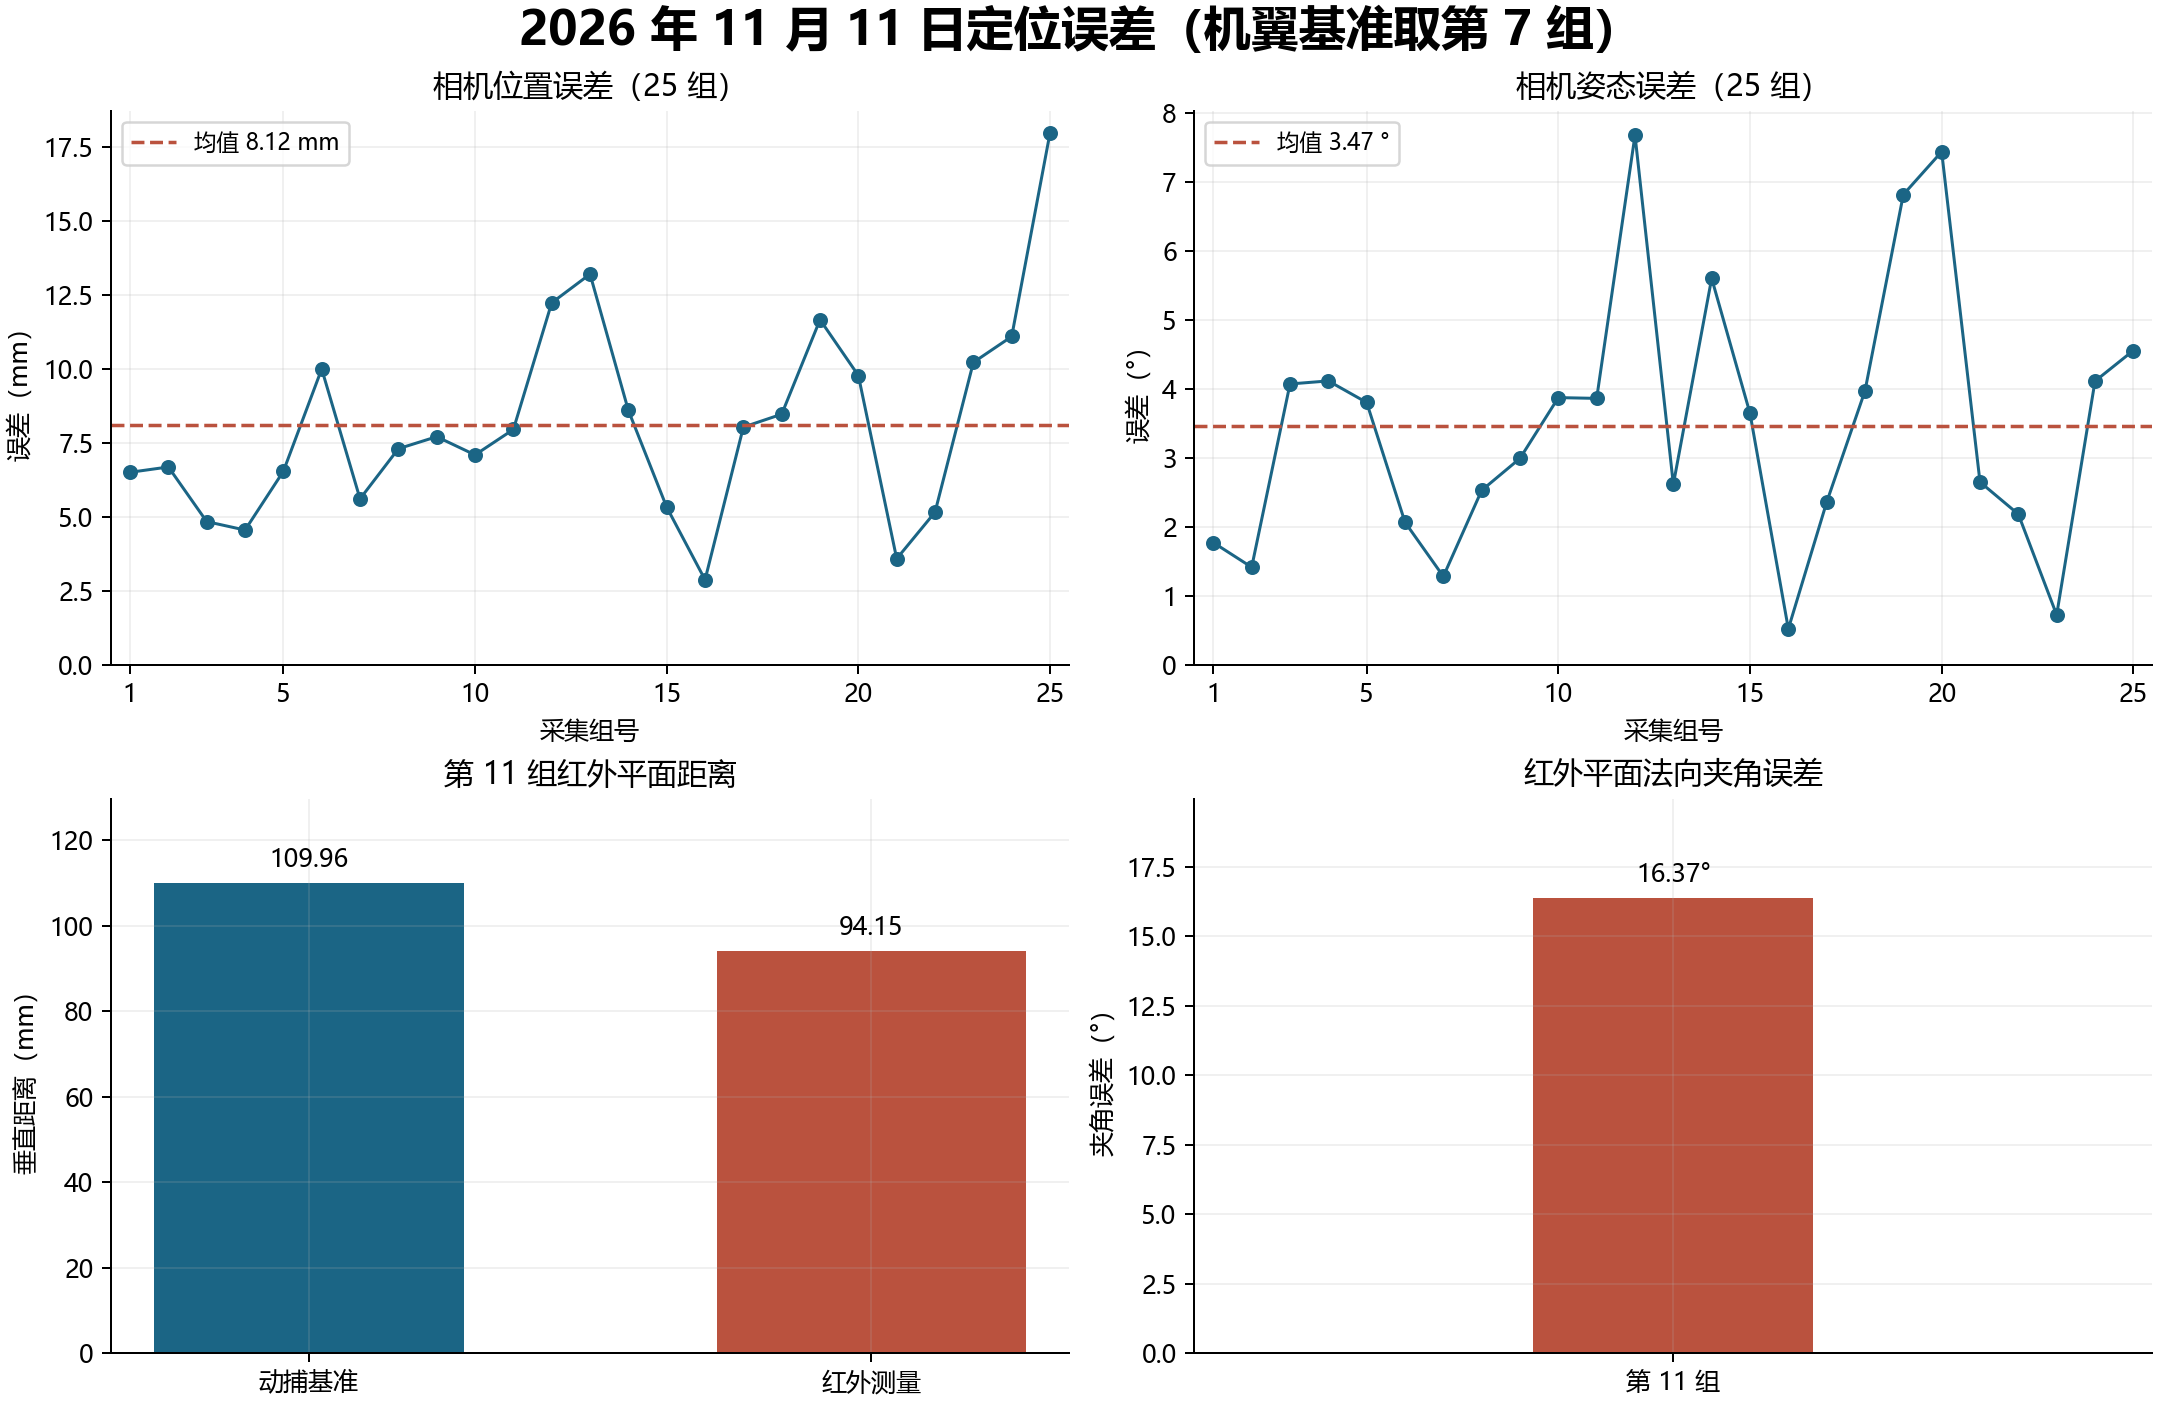 2026 年 11 月 11 日定位误差（机翼基准取第 7 组）
相机位置误差（25 组）
均值 8.12 mm
误差（mm）
17.5
15.0
12.5
10.0
7.5
5.0
2.5
0.0
1
5
10
15
20
25
采集组号
相机姿态误差（25 组）
均值 3.47 °
误差（°）
8
7
6
5
4
3
2
1
0
1
5
10
15
20
25
采集组号
第 11 组红外平面距离
垂直距离（mm）
120
100
80
60
40
20
0
109.96
94.15
动捕基准
红外测量
红外平面法向夹角误差
夹角误差（°）
17.5
15.0
12.5
10.0
7.5
5.0
2.5
0.0
16.37°
第 11 组